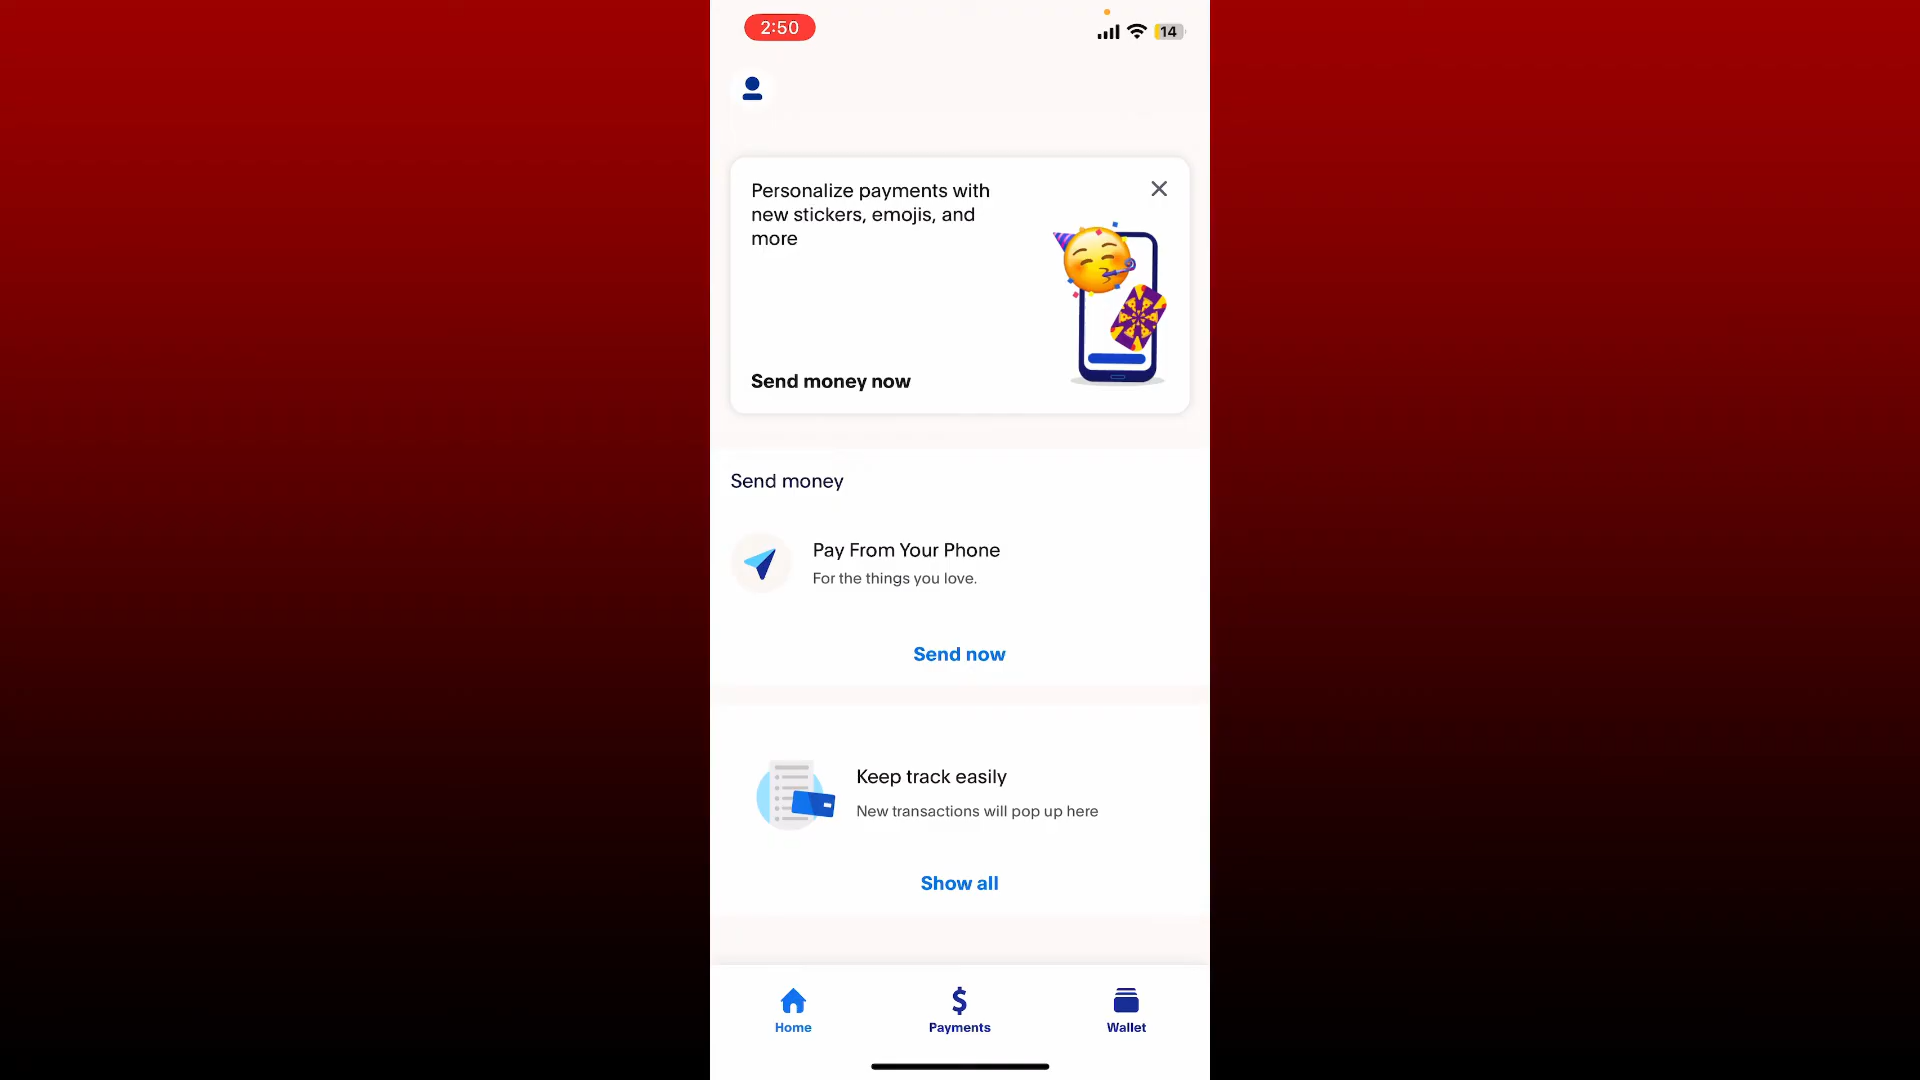 2:50
14
Personalize payments with
new stickers, emojis, and
more
Send money now
Send money
Pay From Your Phone
For the things you love.
Send now
Keep track easily
New transactions will pop up here
Show all
Home
Payments
Wallet